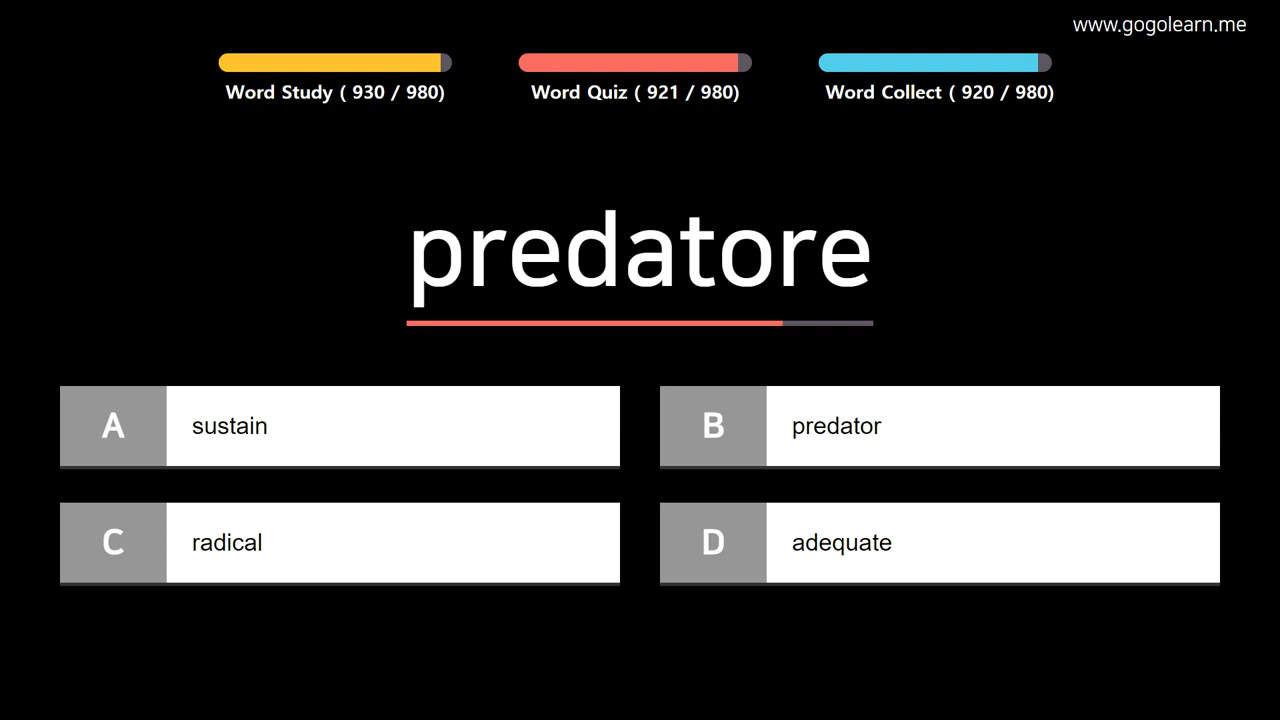 www.gogolearn.me
Word Study ( 930 / 980)
Word Quiz ( 921 / 980)
Word Collect ( 920 / 980)
predatore
A sustain
B predator
C radical
D adequate